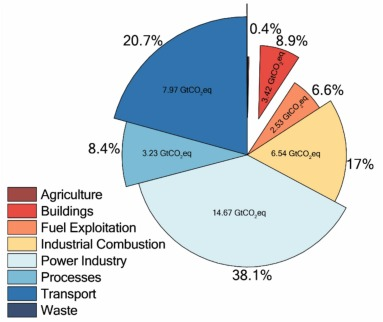 0.4%
20.7%
8.9%
3.42 GtCO₂eq
7.97 GtCO₂eq
6.6%
2.53 GtCO₂eq
8.4%
3.23 GtCO₂eq
6.54 GtCO₂eq
17%
14.67 GtCO₂eq
38.1%
Agriculture
Buildings
Fuel Exploitation
Industrial Combustion
Power Industry
Processes
Transport
Waste